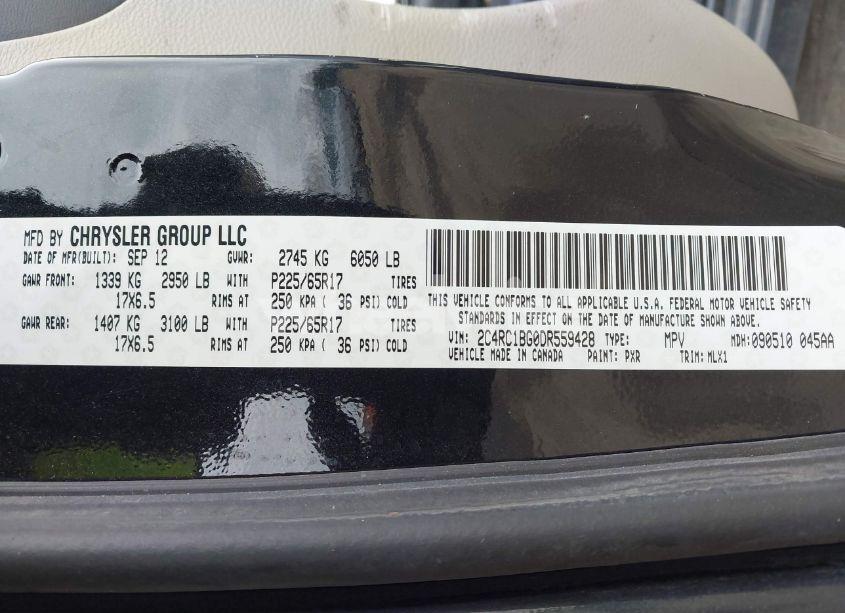 MFD BY CHRYSLER GROUP LLC
DATE OF MFR(BUILT): SEP 12 GVWR: 2745 KG 6050 LB
GAWR FRONT: 1339 KG 2950 LB WITH P225/65R17 TIRES
17X6.5 RIMS AT 250 KPA ( 36 PSI) COLD
GAWR REAR: 1407 KG 3100 LB WITH P225/65R17 TIRES
17X6.5 RIMS AT 250 KPA ( 36 PSI) COLD
THIS VEHICLE CONFORMS TO ALL APPLICABLE U.S.A. FEDERAL MOTOR VEHICLE SAFETY
STANDARDS IN EFFECT ON THE DATE OF MANUFACTURE SHOWN ABOVE.
VIN: 2C4RC1BG0DR559428 TYPE: MPV MDH:090510 045AA
VEHICLE MADE IN CANADA PAINT: PXR TRIM: MLX1